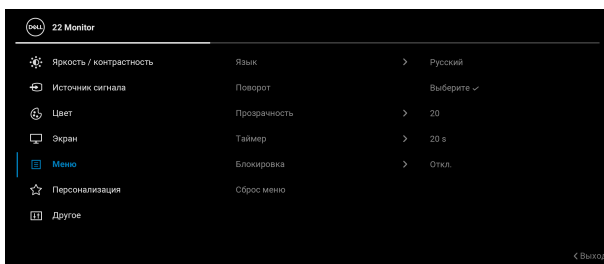 DELL 22 Monitor
Яркость / контрастность Язык Русский
Источник сигнала Поворот Выберите
Цвет Прозрачность 20
Экран Таймер 20 s
Меню Блокировка Откл.
Персонализация Сброс меню
Другое
Выход